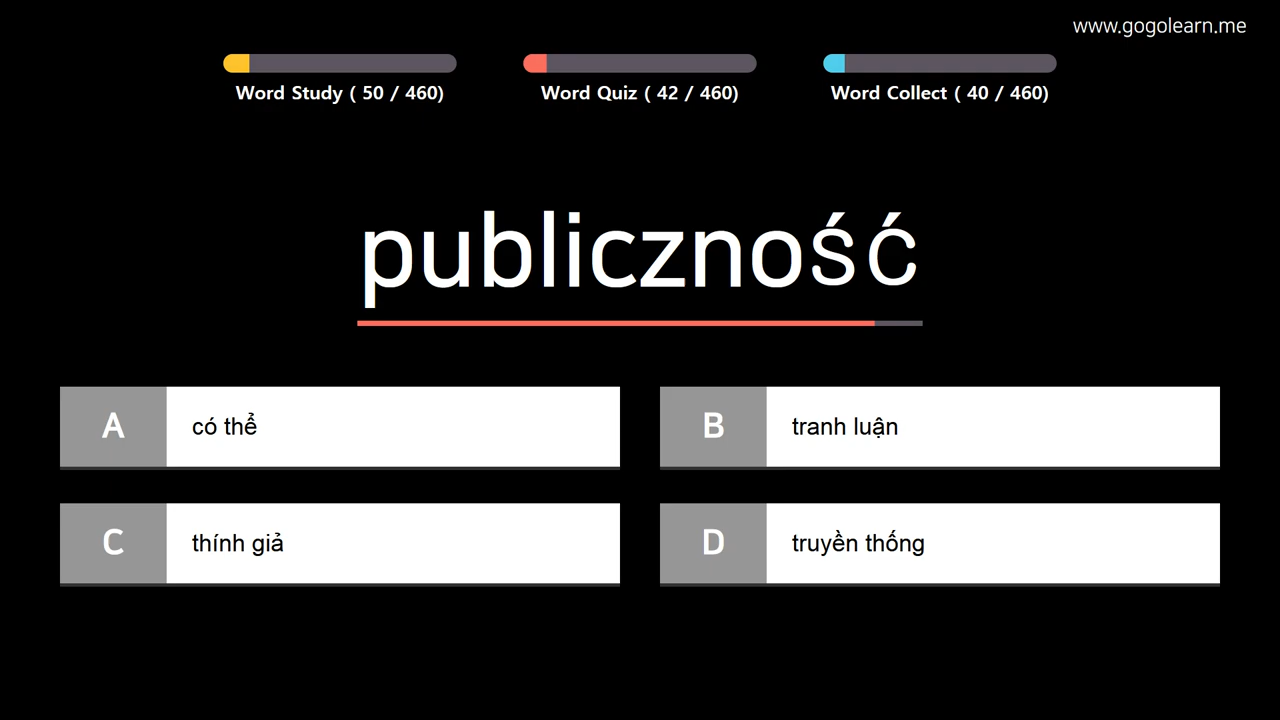 www.gogolearn.me
Word Study ( 50 / 460)
Word Quiz ( 42 / 460)
Word Collect ( 40 / 460)
publiczność
A có thể
B tranh luận
C thính giả
D truyền thống